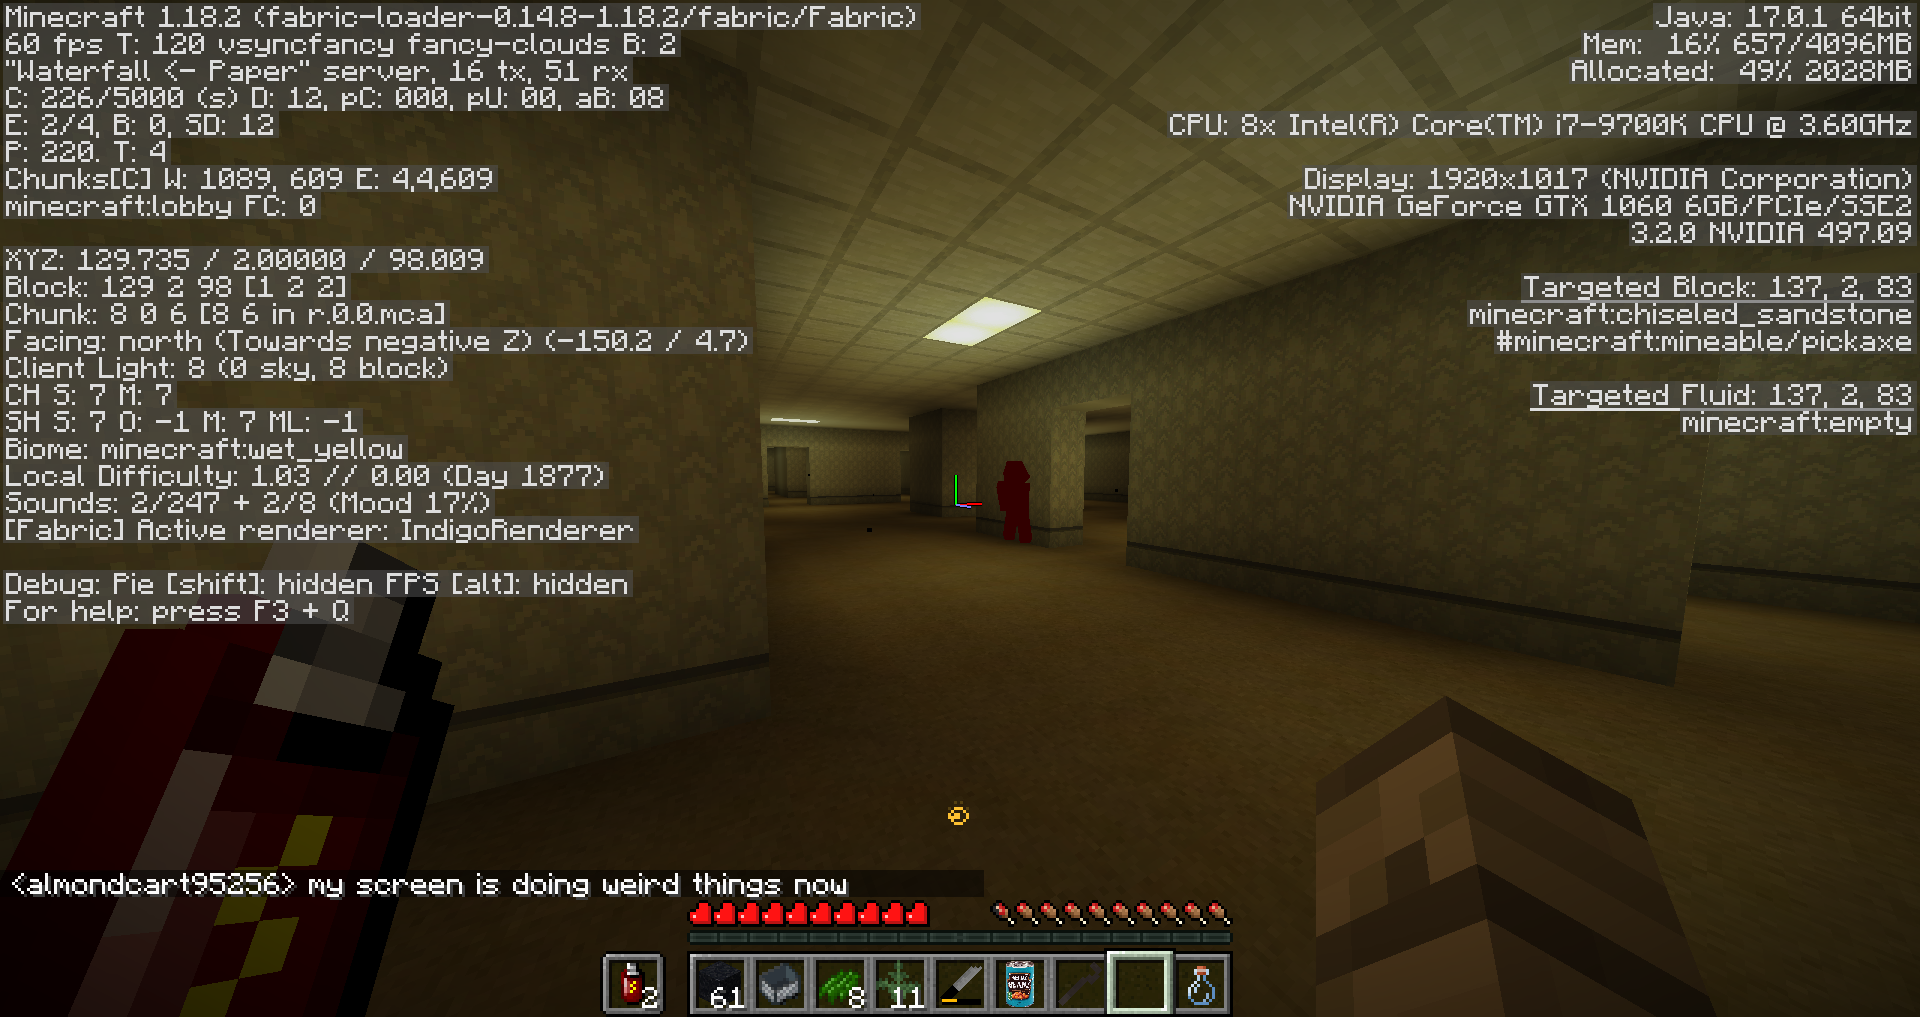 Minecraft 1.18.2 (fabric-loader-0.14.8-1.18.2/fabric/Fabric)
60 fps T: 120 vsyncfancy fancy-clouds B: 2
"Waterfall <- Paper" server, 16 tx, 51 rx
C: 226/5000 (s) D: 12, pC: 000, pU: 00, aB: 08
E: 2/4, B: 0, SD: 12
P: 220. T: 4
Chunks[C] W: 1089, 609 E: 4,4,609
minecraft:lobby FC: 0
XYZ: 129.735 / 2.00000 / 98.009
Block: 129 2 98 [1 2 2]
Chunk: 8 0 6 [8 6 in r.0.0.mca]
Facing: north (Towards negative Z) (-150.2 / 4.7)
Client Light: 8 (0 sky, 8 block)
CH S: 7 M: 7
SH S: 7 O: -1 M: 7 ML: -1
Biome: minecraft:wet_yellow
Local Difficulty: 1.03 // 0.00 (Day 1877)
Sounds: 2/247 + 2/8 (Mood 17%)
[Fabric] Active renderer: IndigoRenderer
Debug: Pie [shift]: hidden FPS [alt]: hidden
For help: press F3 + Q
Java: 17.0.1 64bit
Mem: 16% 657/4096MB
Allocated: 49% 2028MB
CPU: 8x Intel(R) Core(TM) i7-9700K CPU @ 3.60GHz
Display: 1920x1017 (NVIDIA Corporation)
NVIDIA GeForce GTX 1060 6GB/PCIe/SSE2
3.2.0 NVIDIA 497.09
Targeted Block: 137, 2, 83
minecraft:chiseled_sandstone
#minecraft:mineable/pickaxe
Targeted Fluid: 137, 2, 83
minecraft:empty
<almondcart95256> my screen is doing weird things now
2
61
8
11